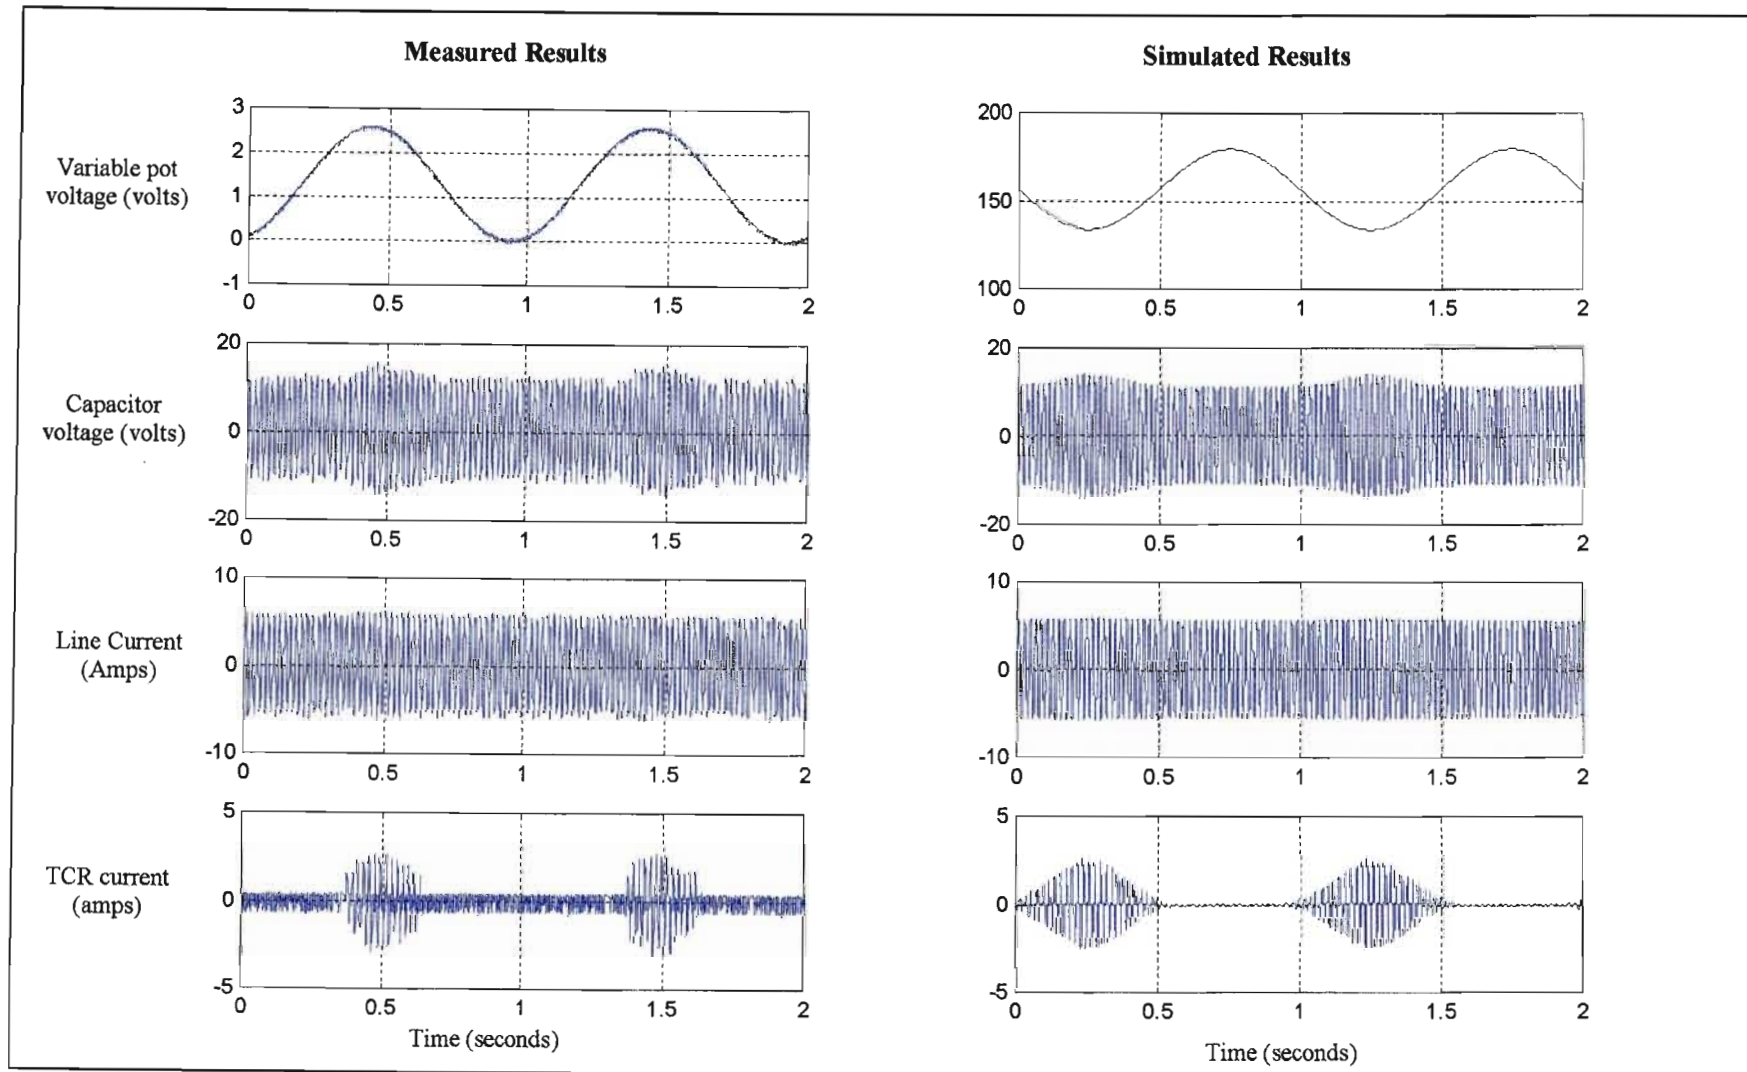 Measured Results
Simulated Results
Variable pot
voltage (volts)
3
2
1
0
-1
0 0.5 1 1.5 2
200
150
100
0 0.5 1 1.5 2
Capacitor
voltage (volts)
20
0
-20
0 0.5 1 1.5 2
20
0
-20
0 0.5 1 1.5 2
Line Current
(Amps)
10
0
-10
0 0.5 1 1.5 2
10
0
-10
0 0.5 1 1.5 2
TCR current
(amps)
5
0
-5
0 0.5 1 1.5 2
Time (seconds)
5
0
-5
0 0.5 1 1.5 2
Time (seconds)